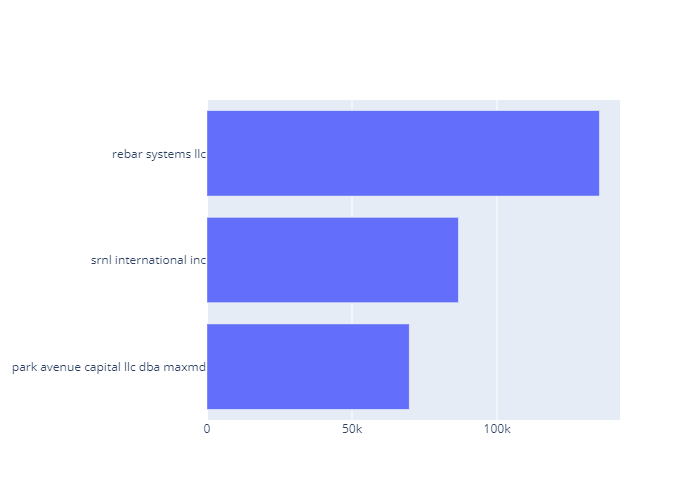 rebar systems llc
srnl international inc
park avenue capital llc dba maxmd
0 50k 100k